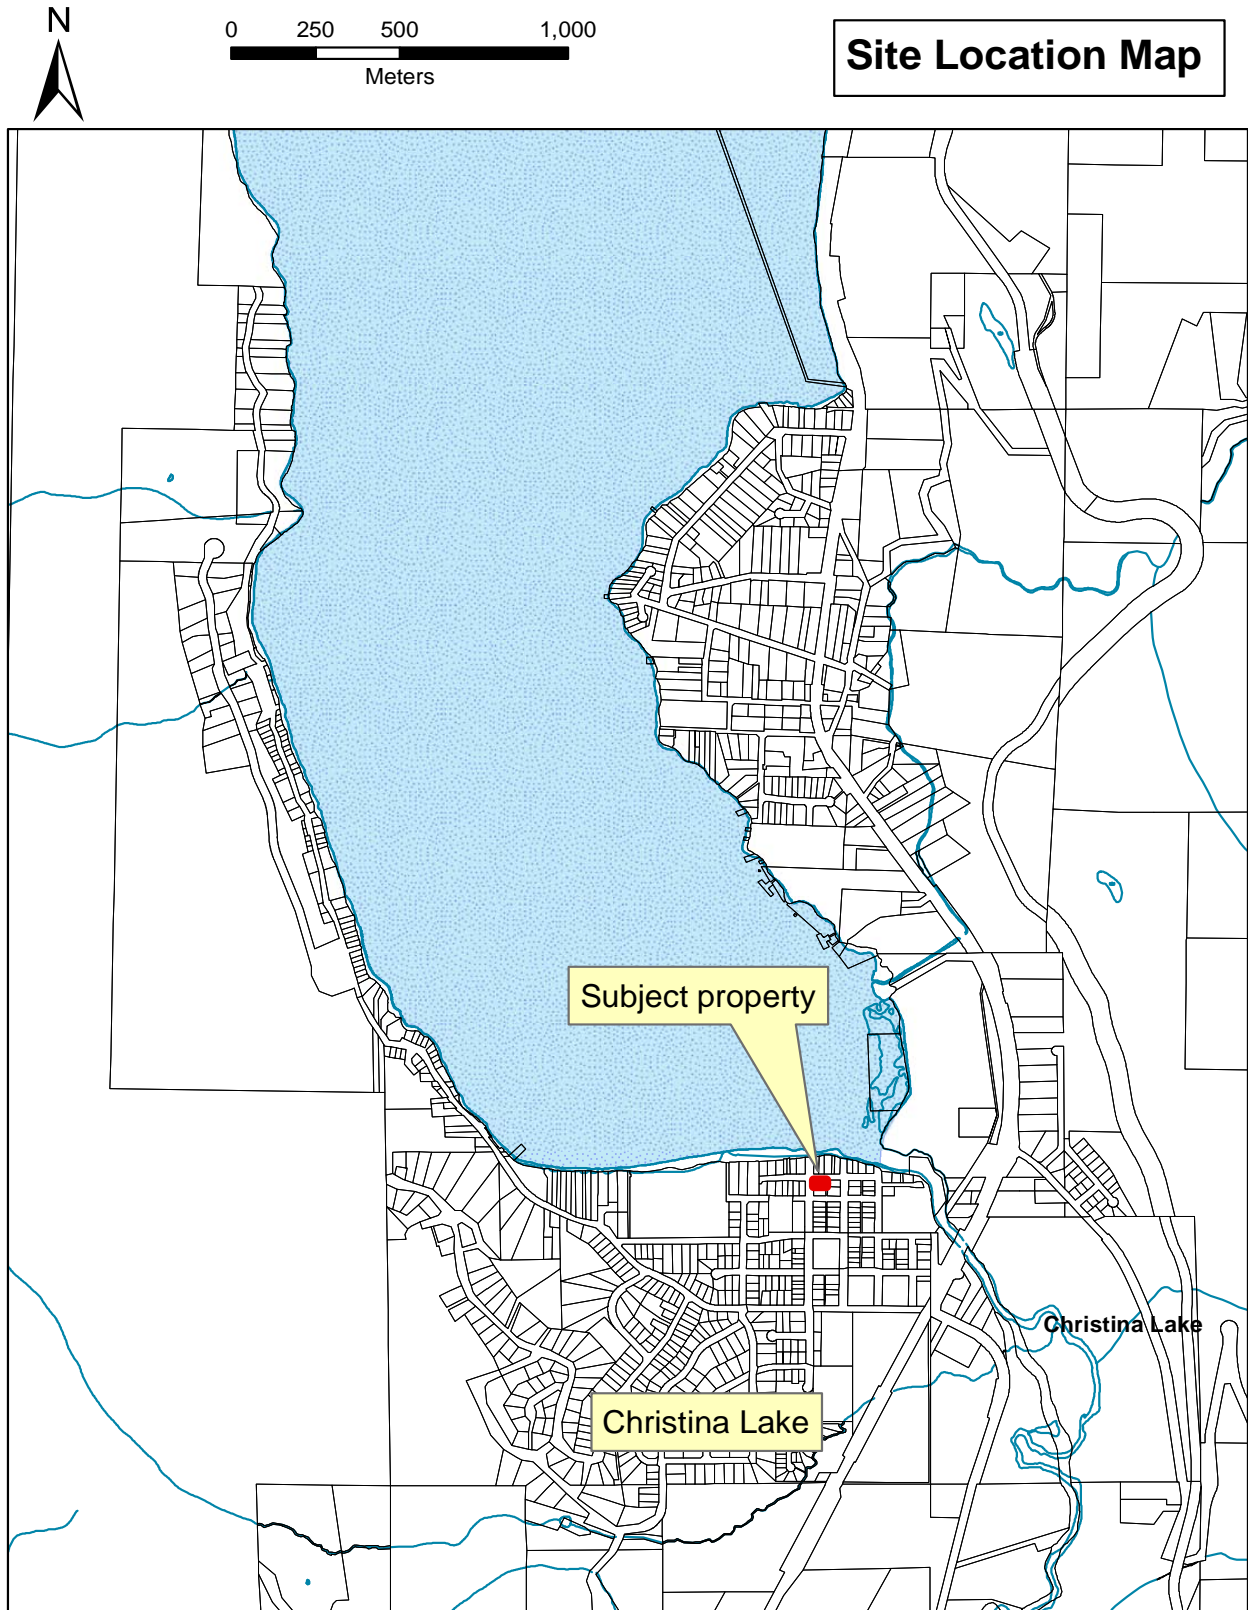 N
0 250 500 1,000
Meters
Site Location Map
Subject property
Christina Lake
Christina Lake